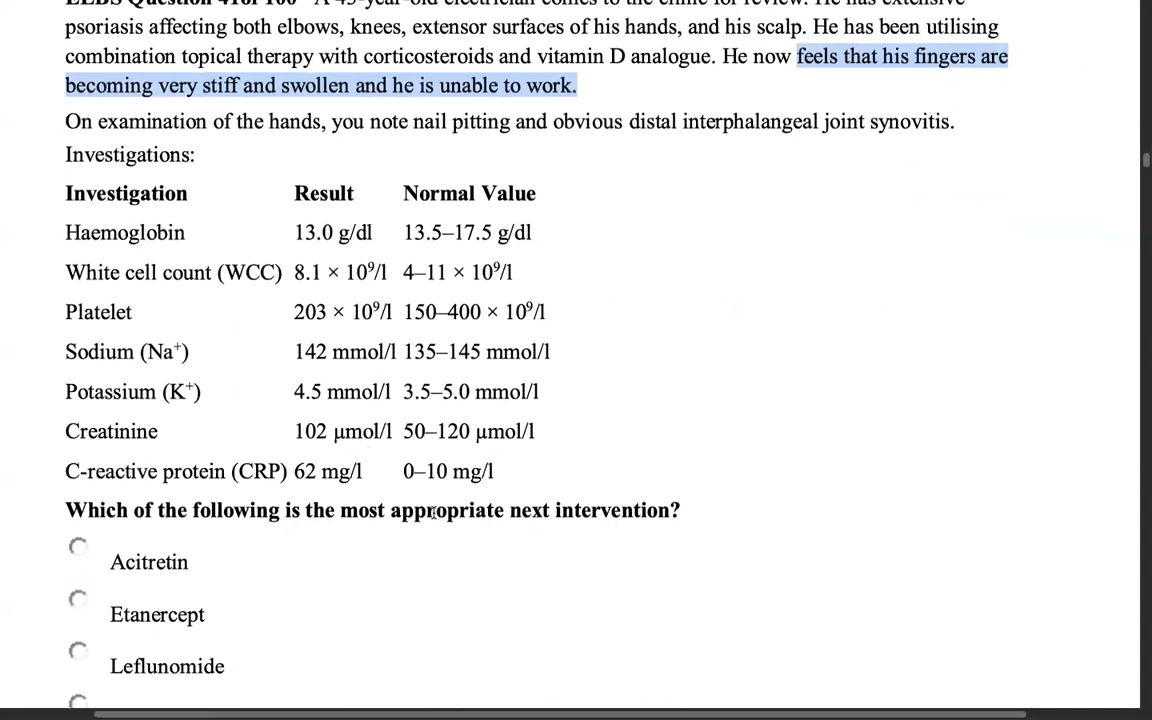 psoriasis affecting both elbows, knees, extensor surfaces of his hands, and his scalp. He has been utilising
combination topical therapy with corticosteroids and vitamin D analogue. He now feels that his fingers are
becoming very stiff and swollen and he is unable to work.
On examination of the hands, you note nail pitting and obvious distal interphalangeal joint synovitis.
Investigations:
Investigation Result Normal Value
Haemoglobin 13.0 g/dl 13.5–17.5 g/dl
White cell count (WCC) 8.1 × 10⁹/l 4–11 × 10⁹/l
Platelet 203 × 10⁹/l 150–400 × 10⁹/l
Sodium (Na⁺) 142 mmol/l 135–145 mmol/l
Potassium (K⁺) 4.5 mmol/l 3.5–5.0 mmol/l
Creatinine 102 µmol/l 50–120 µmol/l
C-reactive protein (CRP) 62 mg/l 0–10 mg/l
Which of the following is the most appropriate next intervention?
Acitretin
Etanercept
Leflunomide